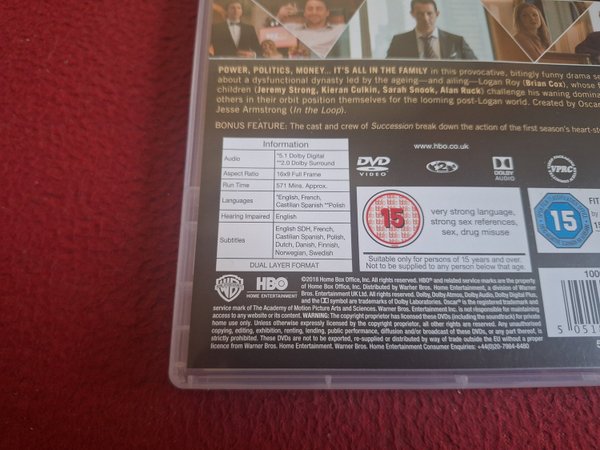 POWER, POLITICS, MONEY... IT'S ALL IN THE FAMILY in this provocative, bitingly funny drama se
about a dysfunctional dynasty led by the ageing—and ailing—Logan Roy (Brian Cox), whose f
children (Jeremy Strong, Kieran Culkin, Sarah Snook, Alan Ruck) challenge his waning domina
others in their orbit position themselves for the looming post-Logan world. Created by Oscar
Jesse Armstrong (In the Loop).
BONUS FEATURE: The cast and crew of Succession break down the action of the first season's heart-sto
Information
Audio *5.1 Dolby Digital
**2.0 Dolby Surround
Aspect Ratio 16x9 Full Frame
Run Time 571 Mins. Approx.
Languages *English, French,
Castilian Spanish **Polish
Hearing Impaired English
Subtitles English SDH, French,
Castilian Spanish, Polish,
Dutch, Danish, Finnish,
Norwegian, Swedish
DUAL LAYER FORMAT
www.hbo.co.uk
DVD
VIDEO
2
DOLBY
AUDIO
VPRC
15
very strong language,
strong sex references,
sex, drug misuse
Suitable only for persons of 15 years and over.
Not to be supplied to any person below that age.
15
FIT
WB
HOME ENTERTAINMENT
HBO
HOME ENTERTAINMENT
©2018 Home Box Office, Inc. All rights reserved. HBO® and related service marks are the property
of Home Box Office, Inc. Distributed by Warner Bros. Home Entertainment, a division of Warner
Bros. Entertainment UK Ltd. All rights reserved. Dolby, Dolby Atmos, Dolby Audio, Dolby Digital Plus,
and the DD symbol are trademarks of Dolby Laboratories. Oscar® is the registered trademark and
service mark of The Academy of Motion Picture Arts and Sciences. Warner Bros. is not responsible for maintaining
access to any website or its content. WARNING: The copyright proprietor has licensed these DVDs (including the soundtrack) for private
home use only. Unless otherwise expressly licensed by the copyright proprietor, all other rights are reserved. Any unauthorised
copying, editing, exhibition, renting, lending, public performance, diffusion and/or broadcast of these DVDs, or any part thereof, is
strictly prohibited. These DVDs are not to be exported, re-supplied or distributed by way of trade outside the EU without a proper
licence from Warner Bros. Home Entertainment. Warner Bros. Home Entertainment Consumer Enquiries: +44(0)20-7984-6480
100
5 051